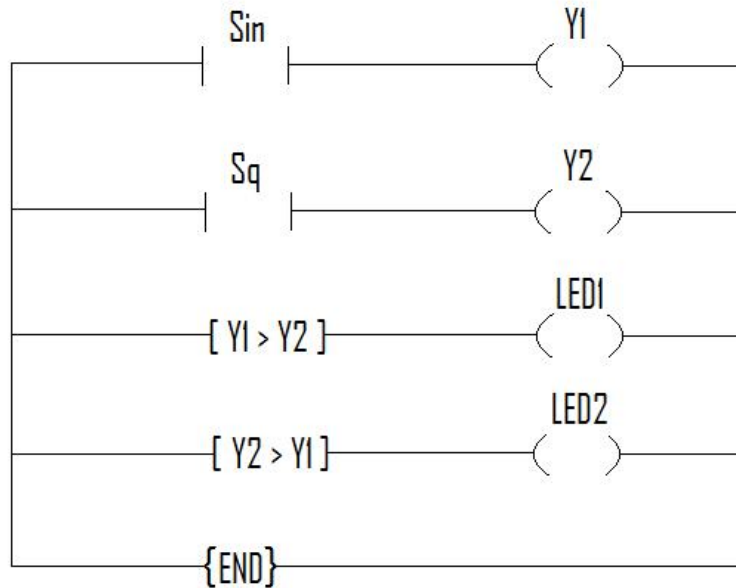 Sin Y1
Sq Y2
LED1
[ Y1 > Y2 ]
LED2
[ Y2 > Y1 ]
{END}